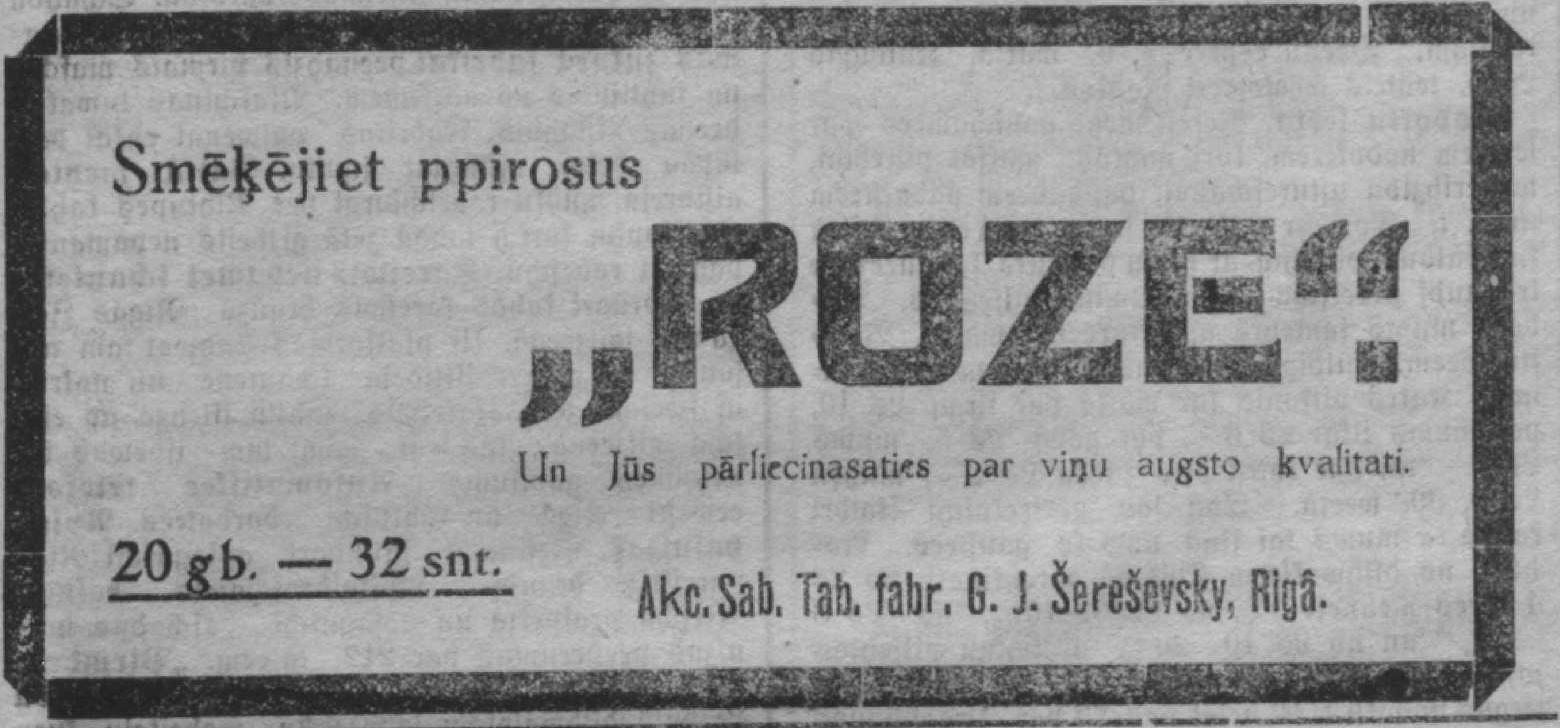 Smēķējiet ppirosus
„ROZE“.
Un Jūs pārliecinasaties par viņu augsto kvalitati.
20 gb. — 32 snt.
Akc. Sab. Tab. fabr. G. J. Šereševsky, Rigâ.